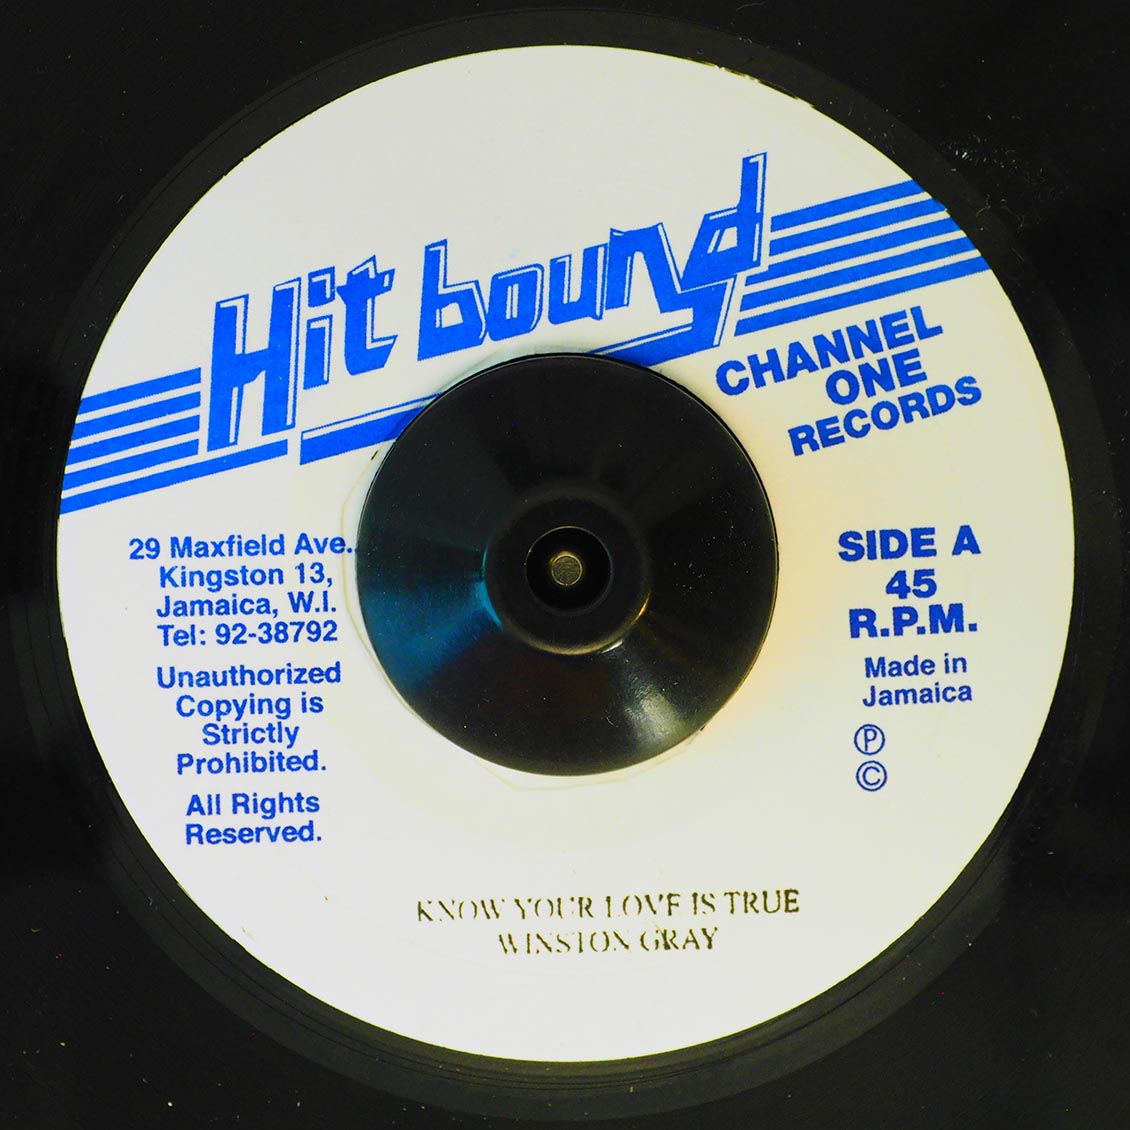 Hit bound
CHANNEL
ONE
RECORDS
29 Maxfield Ave..
Kingston 13,
Jamaica, W.I.
Tel: 92-38792
Unauthorized
Copying is
Strictly
Prohibited.
All Rights
Reserved.
SIDE A
45
R.P.M.
Made in
Jamaica
℗
©
KNOW YOUR LOVE IS TRUE
WINSTON GRAY